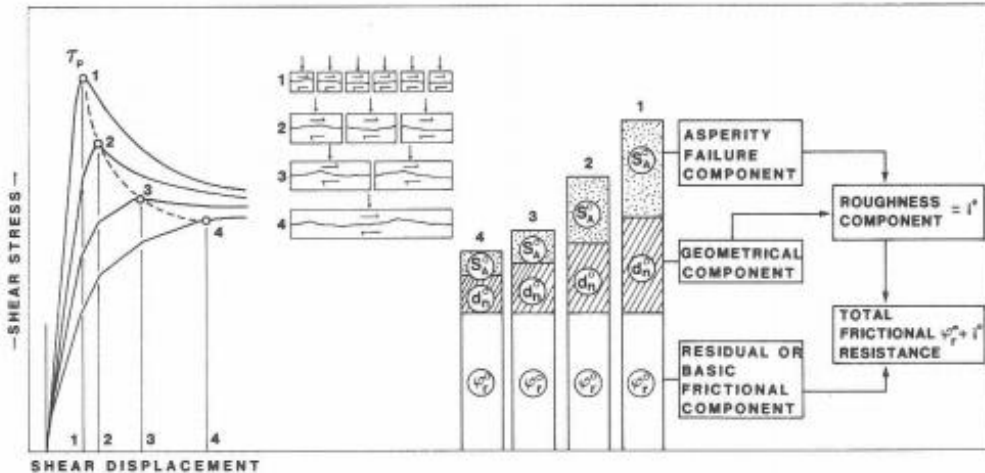 τp
1
2
3
4
—SHEAR STRESS—
1 2 3 4
SHEAR DISPLACEMENT
1
2
3
4
4
3
2
1
S°A
S°A
S°A
S°A
d°n
d°n
d°n
d°n
φ°r
φ°r
φ°r
φ°r
ASPERITY
FAILURE
COMPONENT
GEOMETRICAL
COMPONENT
RESIDUAL OR
BASIC
FRICTIONAL
COMPONENT
ROUGHNESS
COMPONENT = i°
TOTAL
FRICTIONAL φ°r + i°
RESISTANCE